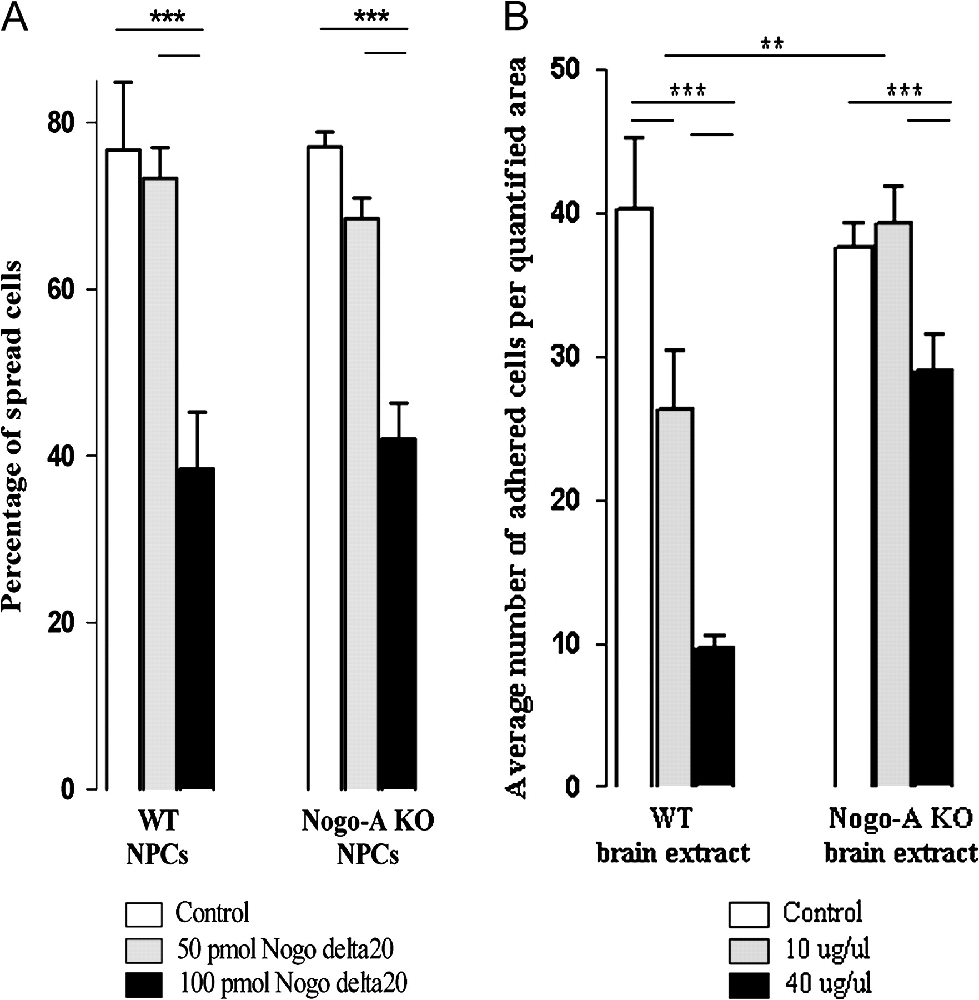 A
***
***
Percentage of spread cells
80
60
40
20
0
WT
NPCs
Nogo-A KO
NPCs
Control
50 pmol Nogo delta20
100 pmol Nogo delta20
B
**
***
***
Average number of adhered cells per quantified area
50
40
30
20
10
0
WT
brain extract
Nogo-A KO
brain extract
Control
10 ug/ul
40 ug/ul